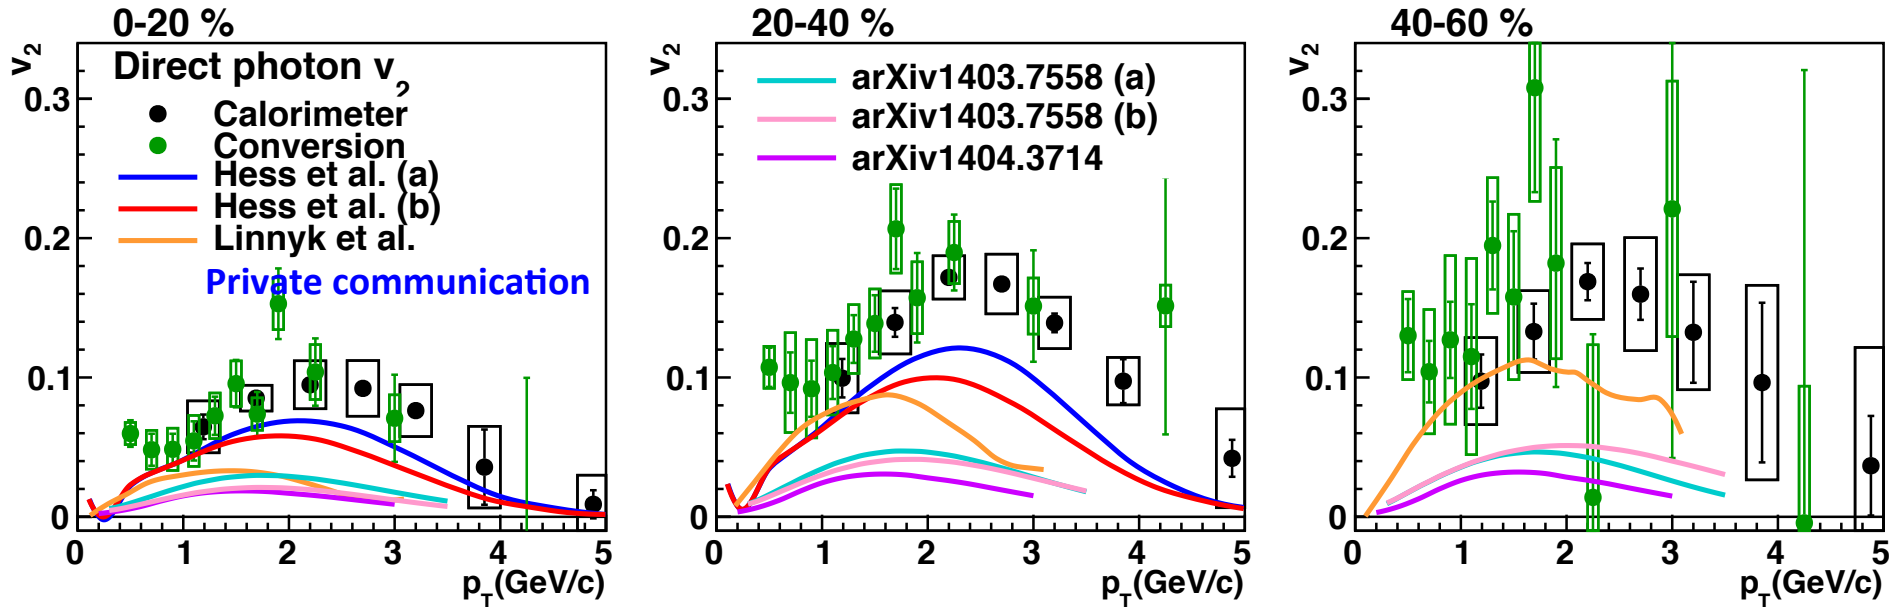 0-20 %
v2
Direct photon v2
Calorimeter
Conversion
Hess et al. (a)
Hess et al. (b)
Linnyk et al.
Private communication
0.3
0.2
0.1
0
0 1 2 3 4 5
pT(GeV/c)
20-40 %
v2
arXiv1403.7558 (a)
arXiv1403.7558 (b)
arXiv1404.3714
0.3
0.2
0.1
0
0 1 2 3 4 5
pT(GeV/c)
40-60 %
v2
0.3
0.2
0.1
0
0 1 2 3 4 5
pT(GeV/c)